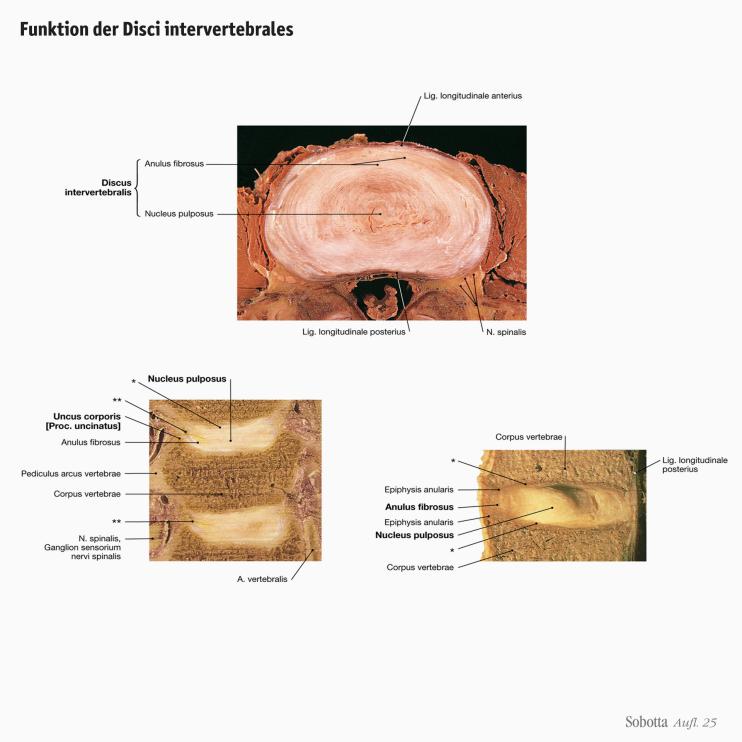 Funktion der Disci intervertebrales
Lig. longitudinale anterius
Anulus fibrosus
Discus
intervertebralis
Nucleus pulposus
Lig. longitudinale posterius
N. spinalis
* Nucleus pulposus
**
Uncus corporis
[Proc. uncinatus]
Anulus fibrosus
Pediculus arcus vertebrae
Corpus vertebrae
**
N. spinalis,
Ganglion sensorium
nervi spinalis
A. vertebralis
Corpus vertebrae
*
Lig. longitudinale
posterius
Epiphysis anularis
Anulus fibrosus
Epiphysis anularis
Nucleus pulposus
*
Corpus vertebrae
Sobotta Aufl. 25